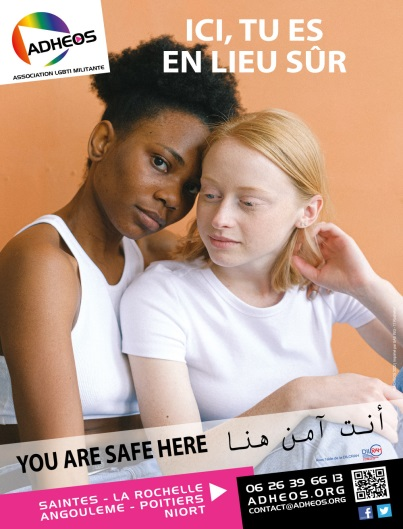 ADHEOS
ASSOCIATION LGBTI MILITANTE
ICI, TU ES
EN LIEU SÛR
YOU ARE SAFE HERE أنت آمن هنا
SAINTES - LA ROCHELLE
ANGOULEME - POITIERS
NIORT
06 26 39 66 13
ADHEOS.ORG
CONTACT@ADHEOS.ORG